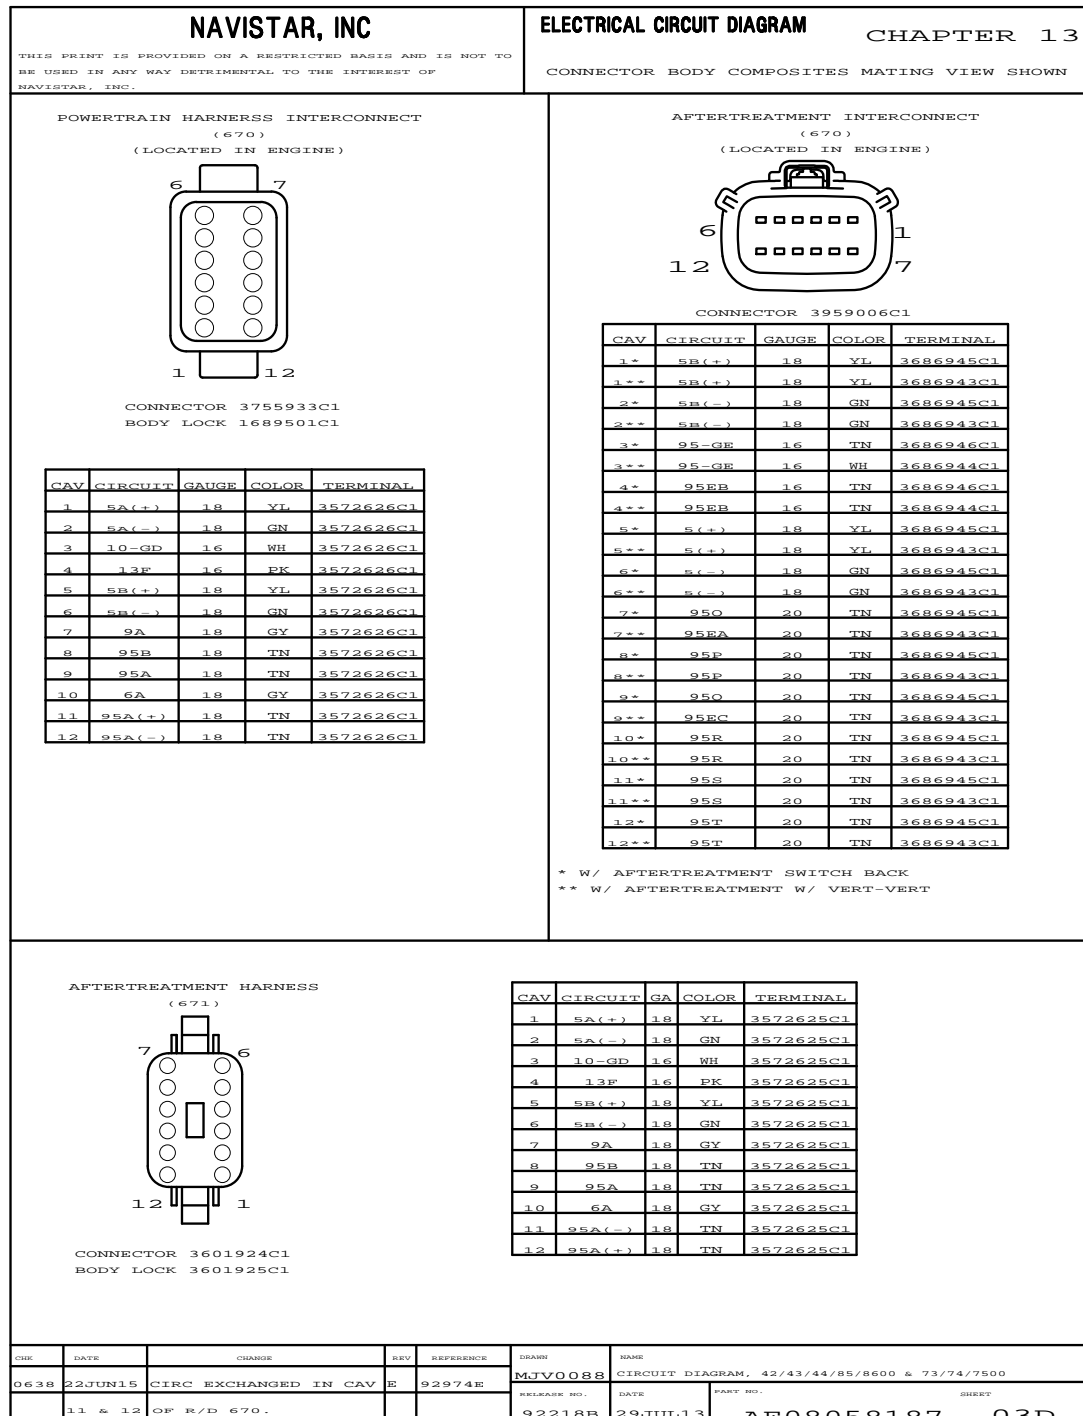 NAVISTAR, INC
THIS PRINT IS PROVIDED ON A RESTRICTED BASIS AND IS NOT TO
BE USED IN ANY WAY DETRIMENTAL TO THE INTEREST OF
NAVISTAR, INC.
ELECTRICAL CIRCUIT DIAGRAM
CHAPTER 13
CONNECTOR BODY COMPOSITES MATING VIEW SHOWN
POWERTRAIN HARNERSS INTERCONNECT
(670)
(LOCATED IN ENGINE)
6 7
1 12
CONNECTOR 3755933C1
BODY LOCK 1689501C1
CAV CIRCUIT GAUGE COLOR TERMINAL
1 5A(+) 18 YL 3572626C1
2 5A(-) 18 GN 3572626C1
3 10-GD 16 WH 3572626C1
4 13F 16 PK 3572626C1
5 5B(+) 18 YL 3572626C1
6 5B(-) 18 GN 3572626C1
7 9A 18 GY 3572626C1
8 95B 18 TN 3572626C1
9 95A 18 TN 3572626C1
10 6A 18 GY 3572626C1
11 95A(+) 18 TN 3572626C1
12 95A(-) 18 TN 3572626C1
AFTERTREATMENT INTERCONNECT
(670)
(LOCATED IN ENGINE)
6 1
12 7
CONNECTOR 3959006C1
CAV CIRCUIT GAUGE COLOR TERMINAL
1* 5B(+) 18 YL 3686945C1
1** 5B(+) 18 YL 3686943C1
2* 5B(-) 18 GN 3686945C1
2** 5B(-) 18 GN 3686943C1
3* 95-GE 16 TN 3686946C1
3** 95-GE 16 WH 3686944C1
4* 95EB 16 TN 3686946C1
4** 95EB 16 TN 3686944C1
5* 5(+) 18 YL 3686945C1
5** 5(+) 18 YL 3686943C1
6* 5(-) 18 GN 3686945C1
6** 5(-) 18 GN 3686943C1
7* 95O 20 TN 3686945C1
7** 95EA 20 TN 3686943C1
8* 95P 20 TN 3686945C1
8** 95P 20 TN 3686943C1
9* 95Q 20 TN 3686945C1
9** 95EC 20 TN 3686943C1
10* 95R 20 TN 3686945C1
10** 95R 20 TN 3686943C1
11* 95S 20 TN 3686945C1
11** 95S 20 TN 3686943C1
12* 95T 20 TN 3686945C1
12** 95T 20 TN 3686943C1
* W/ AFTERTREATMENT SWITCH BACK
** W/ AFTERTREATMENT W/ VERT-VERT
AFTERTREATMENT HARNESS
(671)
7 6
12 1
CONNECTOR 3601924C1
BODY LOCK 3601925C1
CAV CIRCUIT GA COLOR TERMINAL
1 5A(+) 18 YL 3572625C1
2 5A(-) 18 GN 3572625C1
3 10-GD 16 WH 3572625C1
4 13F 16 PK 3572625C1
5 5B(+) 18 YL 3572625C1
6 5B(-) 18 GN 3572625C1
7 9A 18 GY 3572625C1
8 95B 18 TN 3572625C1
9 95A 18 TN 3572625C1
10 6A 18 GY 3572625C1
11 95A(-) 18 TN 3572625C1
12 95A(+) 18 TN 3572625C1
CHK DATE CHANGE REV REFERENCE
0638 22JUN15 CIRC EXCHANGED IN CAV E 92974E
11 & 12 OF R/D 670.
DRAWN NAME
MJV0088 CIRCUIT DIAGRAM, 42/43/44/85/8600 & 73/74/7500
RELEASE NO. DATE PART NO. SHEET
92218B 29JUL13 AF08058187 93D